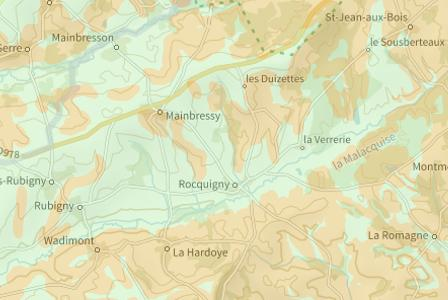 St-Jean-aux-Bois
Mainbresson
le Sousberteaux
Serre
les Duizettes
Mainbressy
la Verrerie
D978
la Malacquise
s-Rubigny
Rocquigny
Rubigny
Wadimont
La Hardoye
La Romagne